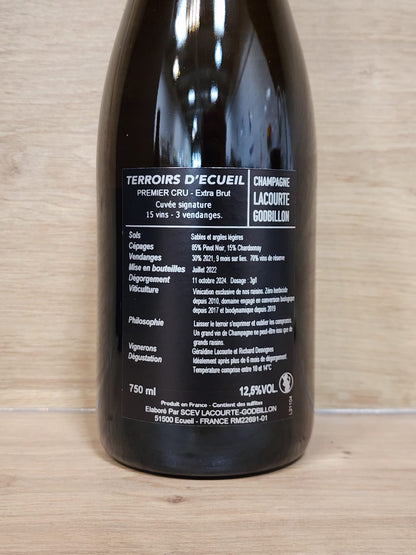 TERROIRS D'ECUEIL
PREMIER CRU - Extra Brut
Cuvée signature
15 vins - 3 vendanges.
CHAMPAGNE
LACOURTE
GODBILLON
Sols Sables et argiles légères
Cépages 85% Pinot Noir, 15% Chardonnay
Vendanges 30% 2021, 9 mois sur lies. 70% vins de réserve
Mise en bouteilles Juillet 2022
Dégorgement 11 octobre 2024 - Dosage : 3g/l
Viticulture Vinication exclusive de nos raisins. Zéro herbicide
depuis 2010, domaine engagé en conversion biologique
depuis 2017 et biodynamique depuis 2019
Philosophie Laisser le terroir s'exprimer et oublier les compromis.
Un grand vin de Champagne ne peut-être issu que de
grands raisins.
Vignerons Géraldine Lacourte et Richard Desvignes
Dégustation Idéalement après plus de 6 mois de dégorgement
Température comprise entre 10 et 14°C
750 ml 12,5%VOL.
Produit en France - Contient des sulfites
Elaboré Par SCEV LACOURTE-GODBILLON
51500 Ecueil - FRANCE RM22691-01